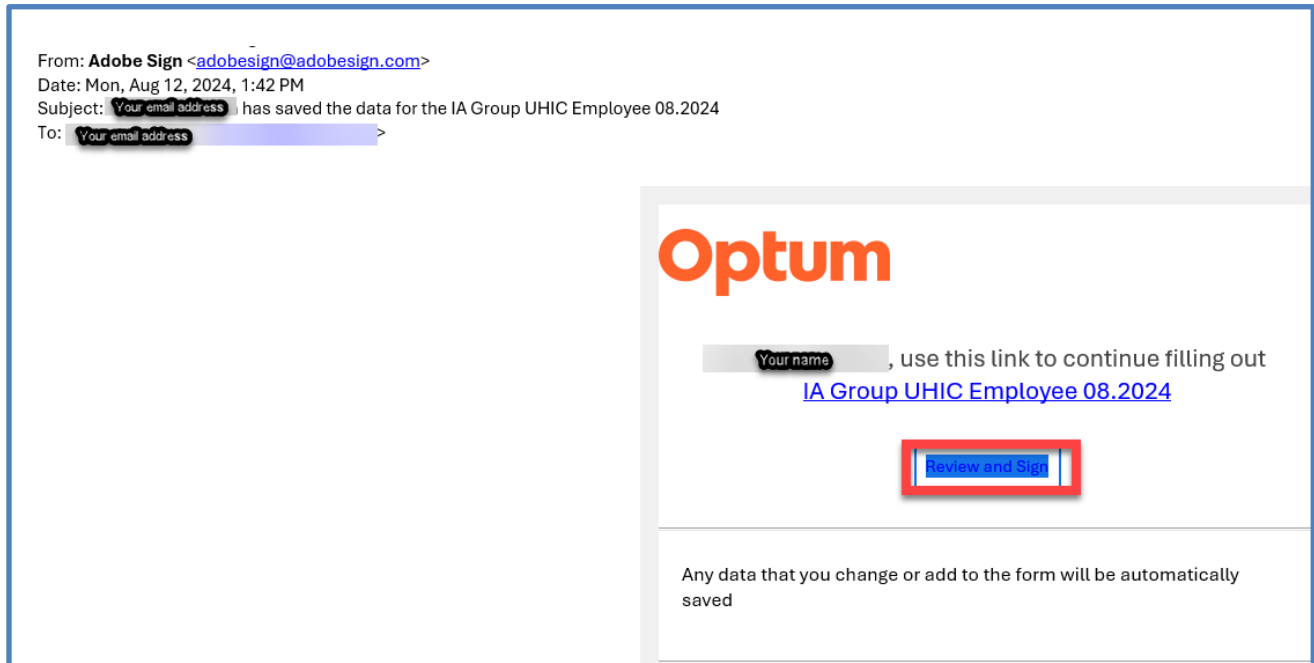 From: Adobe Sign <adobesign@adobesign.com>
Date: Mon, Aug 12, 2024, 1:42 PM
Subject: Your email address has saved the data for the IA Group UHIC Employee 08.2024
To: Your email address >
Optum
Your name , use this link to continue filling out
IA Group UHIC Employee 08.2024
Review and Sign
Any data that you change or add to the form will be automatically
saved